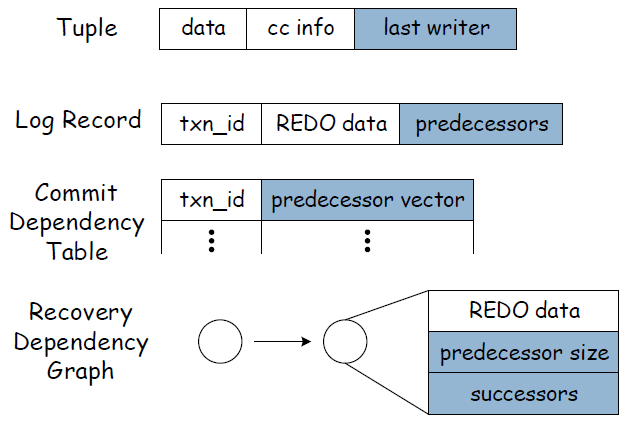 Tuple data cc info last writer
Log Record txn_id REDO data predecessors
Commit
Dependency
Table
txn_id predecessor vector
Recovery
Dependency
Graph
REDO data
predecessor size
successors